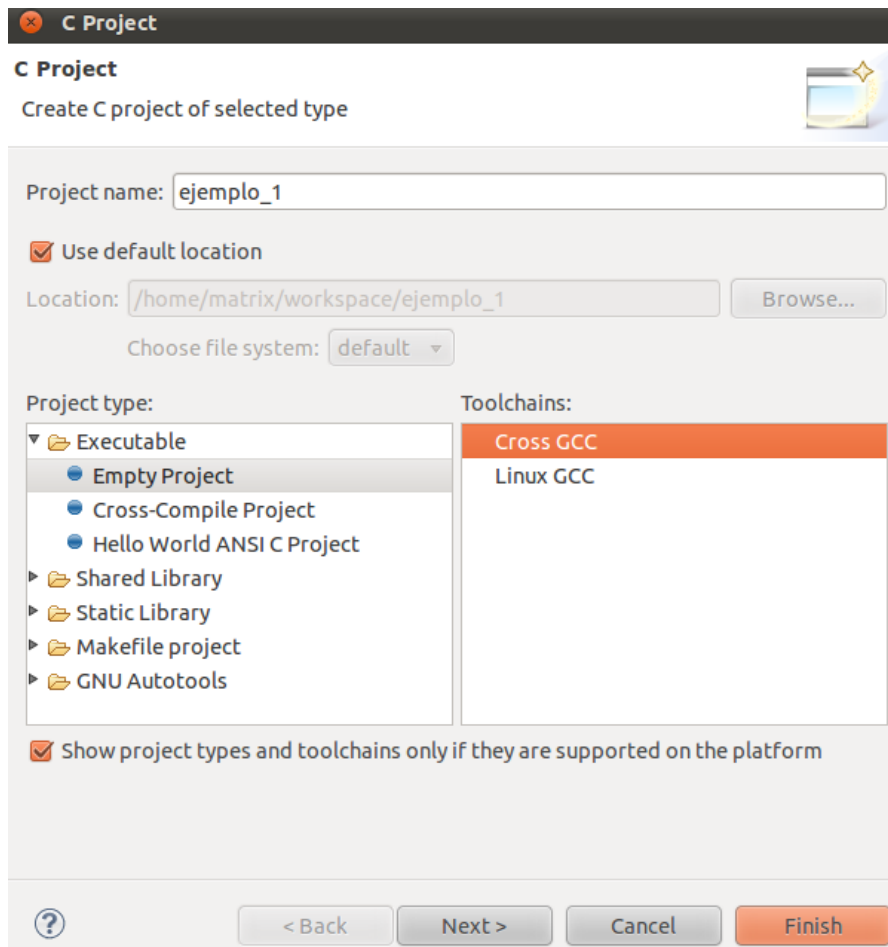 C Project
C Project
Create C project of selected type
Project name: ejemplo_1
Use default location
Location: /home/matrix/workspace/ejemplo_1 Browse...
Choose file system: default
Project type:
Executable
Empty Project
Cross-Compile Project
Hello World ANSI C Project
Shared Library
Static Library
Makefile project
GNU Autotools
Toolchains:
Cross GCC
Linux GCC
Show project types and toolchains only if they are supported on the platform
? < Back Next > Cancel Finish